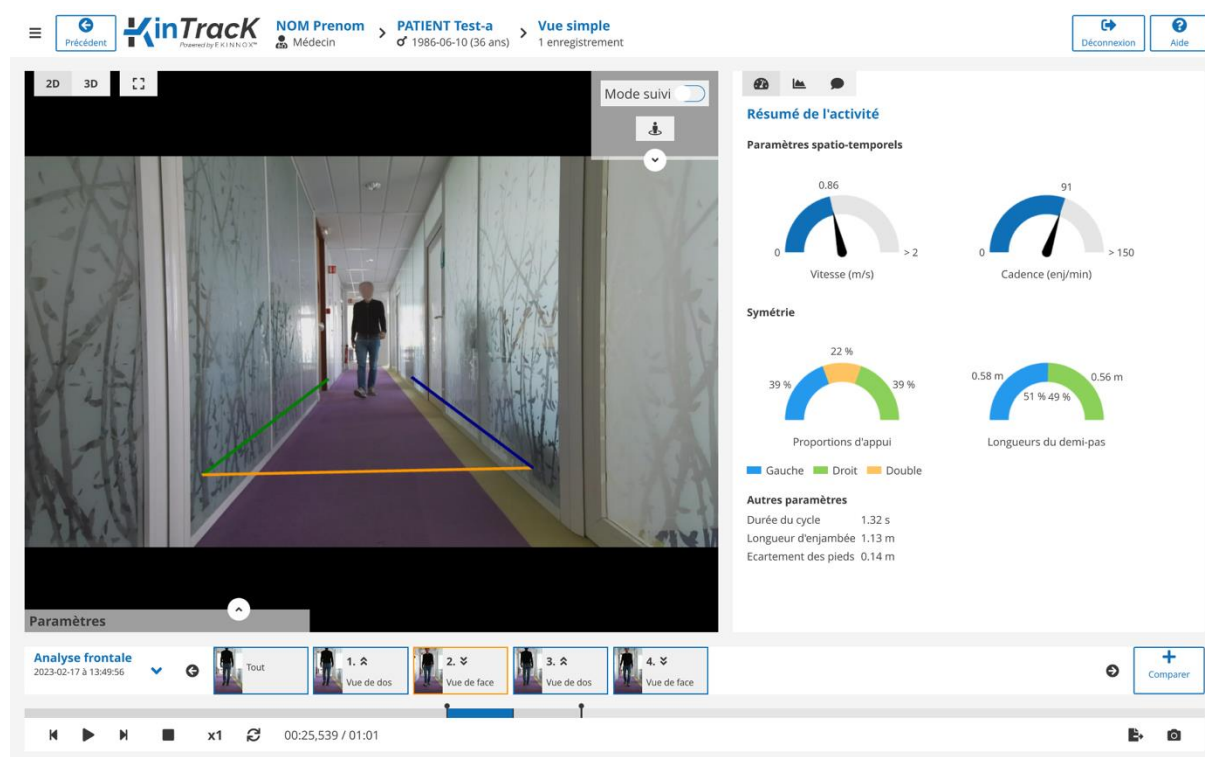 Précédent
KinTrack
Powered by EKINNOX™
NOM Prenom
Médecin
PATIENT Test-a
1986-06-10 (36 ans)
Vue simple
1 enregistrement
Déconnexion
Aide
2D 3D
Mode suivi
Résumé de l'activité
Paramètres spatio-temporels
0.86
0
> 2
Vitesse (m/s)
91
0
> 150
Cadence (enj/min)
Symétrie
22 %
39 %
39 %
Proportions d'appui
0.58 m
0.56 m
51 % 49 %
Longueurs du demi-pas
Gauche Droit Double
Autres paramètres
Durée du cycle 1.32 s
Longueur d'enjambée 1.13 m
Ecartement des pieds 0.14 m
Paramètres
Analyse frontale
2023-02-17 à 13:49:56
Tout
1.
Vue de dos
2.
Vue de face
3.
Vue de dos
4.
Vue de face
Comparer
x1
00:25,539 / 01:01